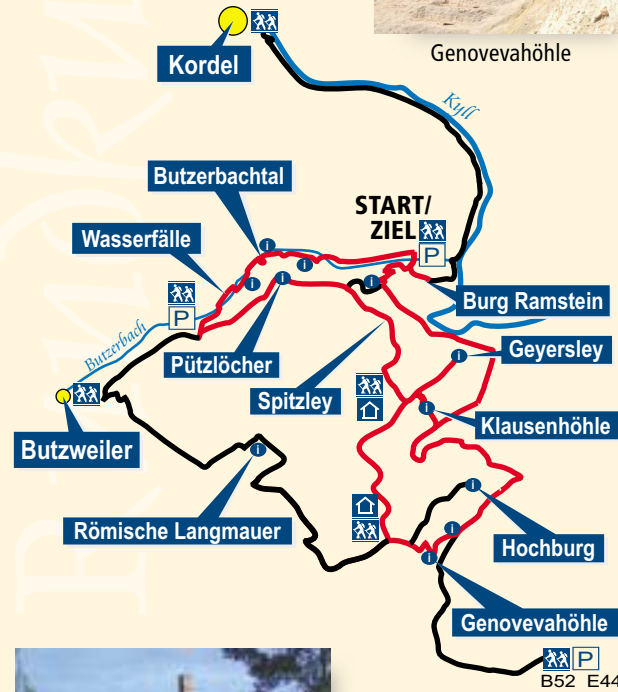 Genovevahöhle
Kordel
Kyll
Butzerbachtal
START/
ZIEL
P
Wasserfälle
P
Burg Ramstein
Butzerbach
Pützlöcher
Geyersley
Spitzley
Klausenhöhle
Butzweiler
Römische Langmauer
Hochburg
Genovevahöhle
P
B52 E44